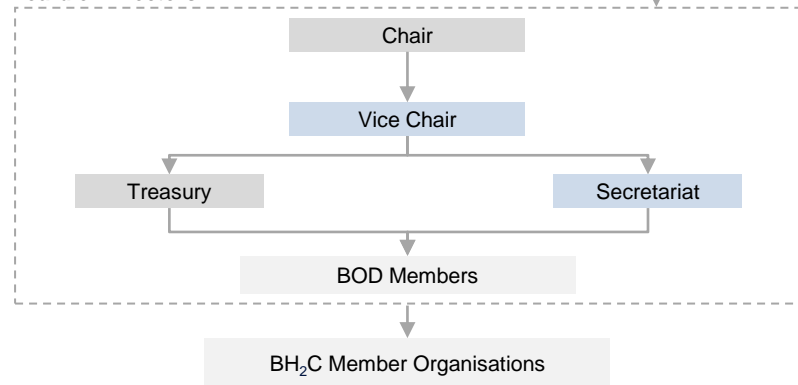 Chair
Vice Chair
Treasury
Secretariat
BOD Members
BH₂C Member Organisations